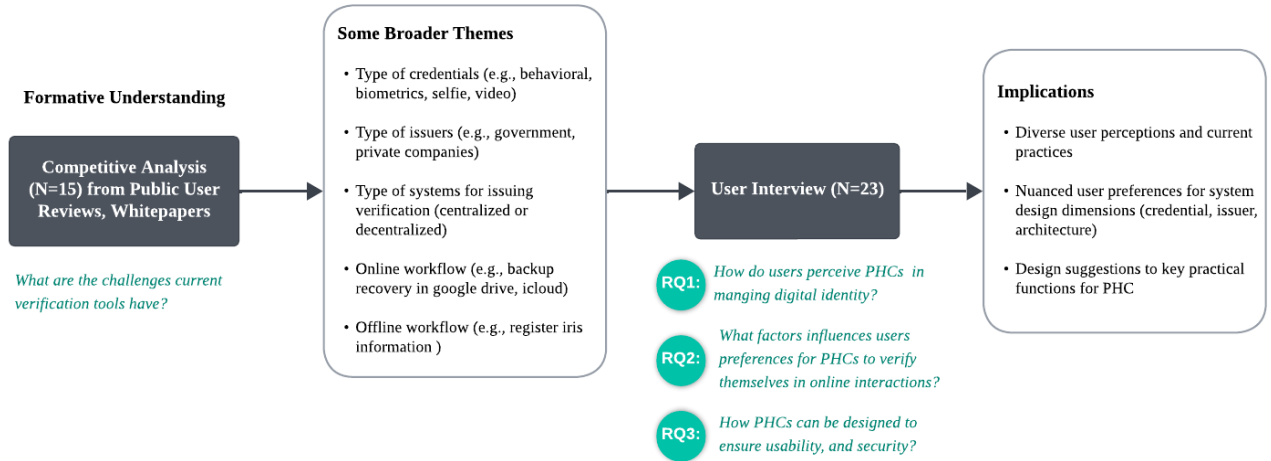 Formative Understanding
Competitive Analysis
(N=15) from Public User
Reviews, Whitepapers
What are the challenges current
verification tools have?
Some Broader Themes
• Type of credentials (e.g., behavioral,
biometrics, selfie, video)
• Type of issuers (e.g., government,
private companies)
• Type of systems for issuing
verification (centralized or
decentralized)
• Online workflow (e.g., backup
recovery in google drive, icloud)
• Offline workflow (e.g., register iris
information )
User Interview (N=23)
RQ1:
How do users perceive PHCs in
manging digital identity?
RQ2:
What factors influences users
preferences for PHCs to verify
themselves in online interactions?
RQ3:
How PHCs can be designed to
ensure usability, and security?
Implications
• Diverse user perceptions and current
practices
• Nuanced user preferences for system
design dimensions (credential, issuer,
architecture)
• Design suggestions to key practical
functions for PHC